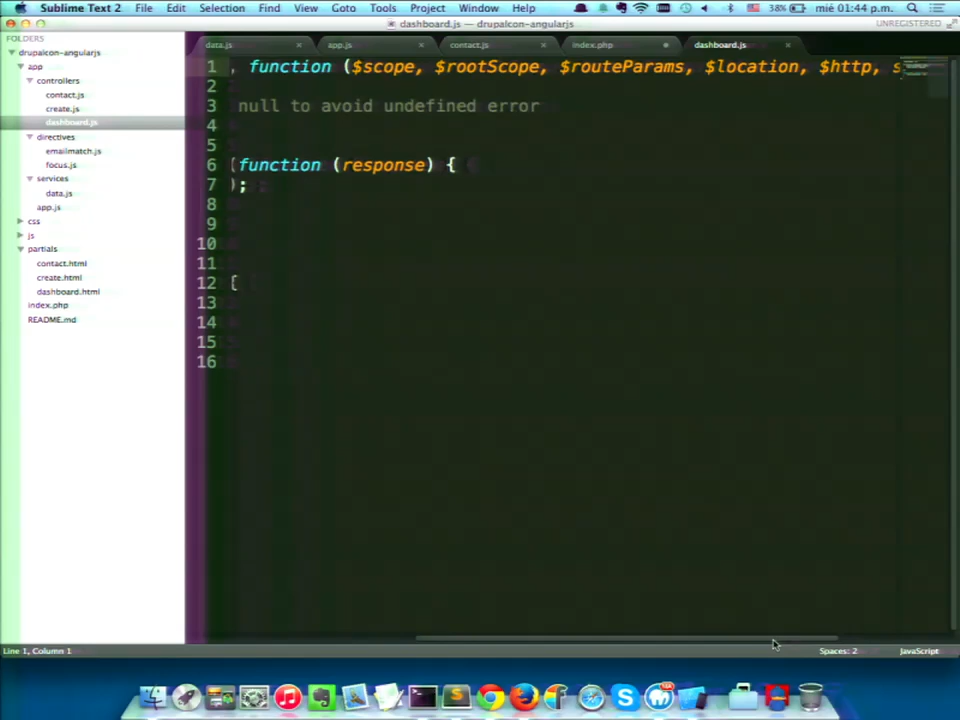 Sublime Text 2 File Edit Selection Find View Goto Tools Project Window Help 38% mié 01:44 p.m.
dashboard.js — drupalcon-angularjs UNREGISTERED
FOLDERS
drupalcon-angularjs
app
controllers
contact.js
create.js
dashboard.js
directives
emailmatch.js
focus.js
services
data.js
app.js
css
js
partials
contact.html
create.html
dashboard.html
index.php
README.md
data.js app.js contact.js index.php dashboard.js
1 , function ($scope, $rootScope, $routeParams, $location, $http, s
2
3 null to avoid undefined error
4
5
6 (function (response) {
7 );
8
9
10
11
12 [
13
14
15
16
Line 1, Column 1 Spaces: 2 JavaScript